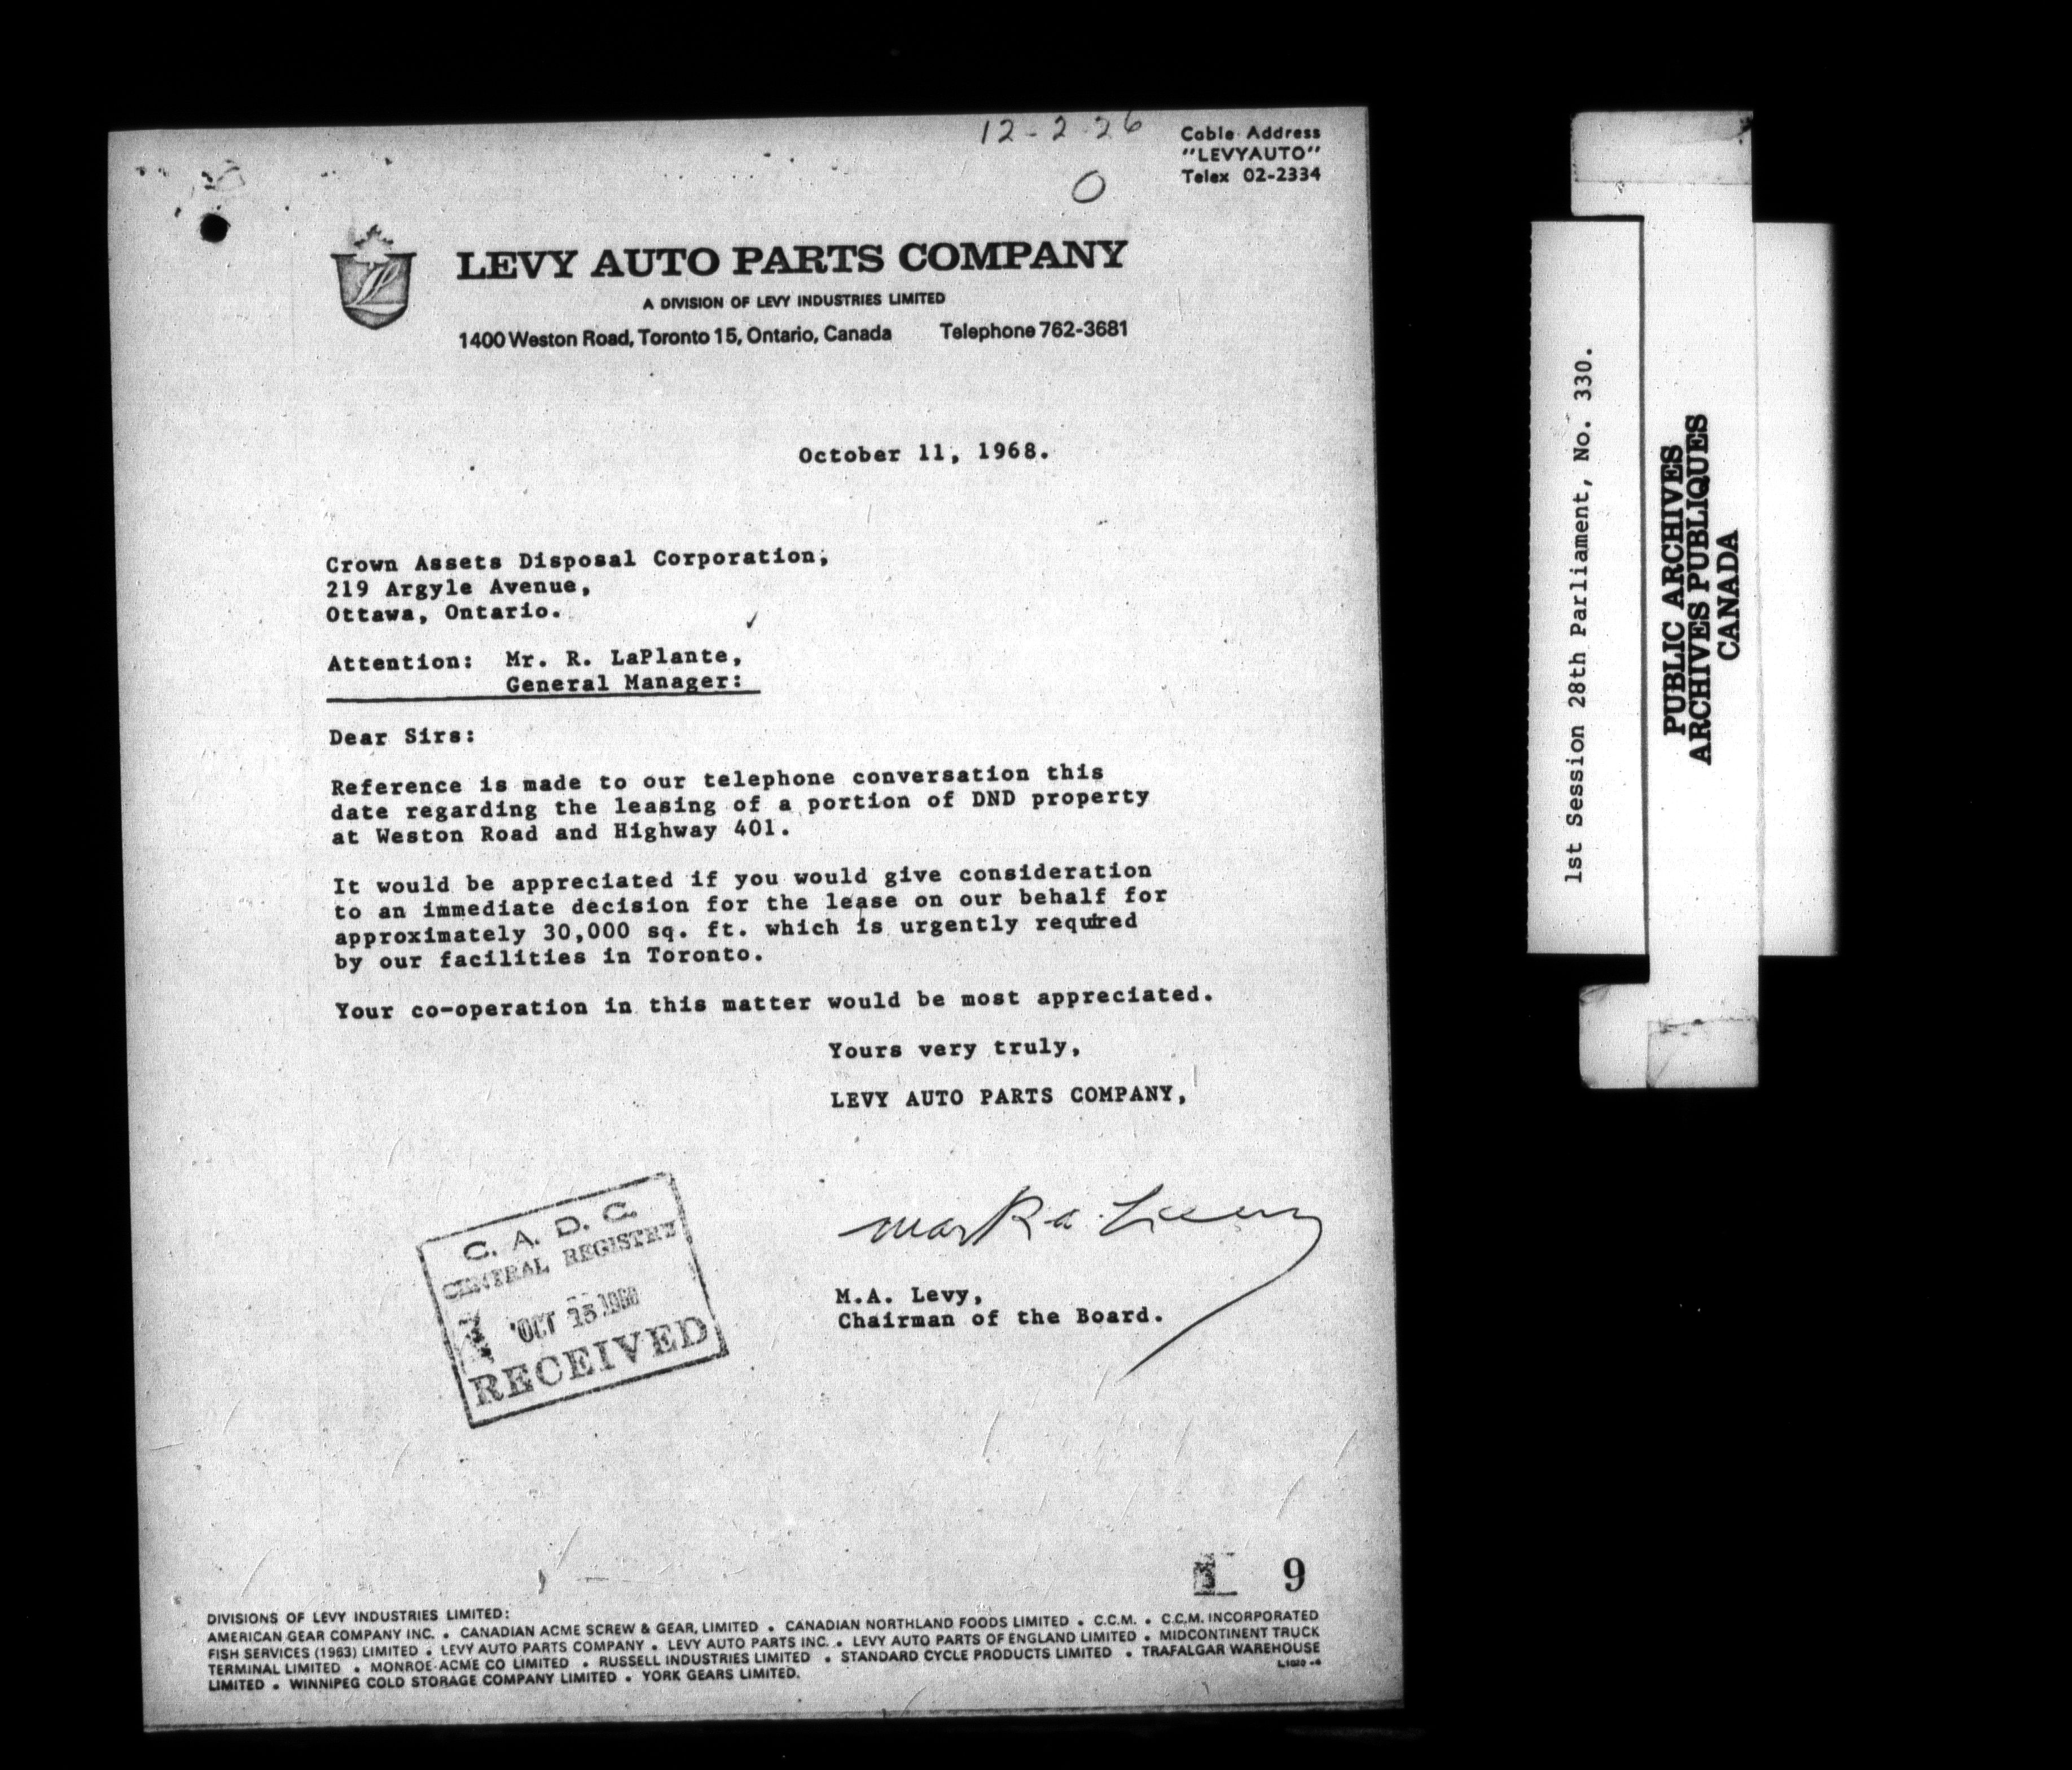 12-2-26
Cable Address
"LEVYAUTO"
Telex 02-2334
O
LEVY AUTO PARTS COMPANY
A DIVISION OF LEVY INDUSTRIES LIMITED
1400 Weston Road, Toronto 15, Ontario, Canada Telephone 762-3681
October 11, 1968.
Crown Assets Disposal Corporation,
219 Argyle Avenue,
Ottawa, Ontario.
Attention: Mr. R. LaPlante,
General Manager:
Dear Sirs:
Reference is made to our telephone conversation this
date regarding the leasing of a portion of DND property
at Weston Road and Highway 401.
It would be appreciated if you would give consideration
to an immediate decision for the lease on our behalf for
approximately 30,000 sq. ft. which is urgently required
by our facilities in Toronto.
Your co-operation in this matter would be most appreciated.
Yours very truly,
LEVY AUTO PARTS COMPANY,
Mark A. Levy
M.A. Levy,
Chairman of the Board.
C. A. D. C.
CENTRAL REGISTRY
OCT 15 1968
RECEIVED
9
DIVISIONS OF LEVY INDUSTRIES LIMITED:
AMERICAN GEAR COMPANY INC. • CANADIAN ACME SCREW & GEAR, LIMITED • CANADIAN NORTHLAND FOODS LIMITED • C.C.M. • C.C.M. INCORPORATED
FISH SERVICES (1963) LIMITED • LEVY AUTO PARTS COMPANY • LEVY AUTO PARTS INC. • LEVY AUTO PARTS OF ENGLAND LIMITED • MIDCONTINENT TRUCK
TERMINAL LIMITED • MONROE-ACME CO LIMITED • RUSSELL INDUSTRIES LIMITED • STANDARD CYCLE PRODUCTS LIMITED • TRAFALGAR WAREHOUSE
LIMITED • WINNIPEG COLD STORAGE COMPANY LIMITED • YORK GEARS LIMITED.
1st Session 28th Parliament, No. 330.
PUBLIC ARCHIVES
ARCHIVES PUBLIQUES
CANADA